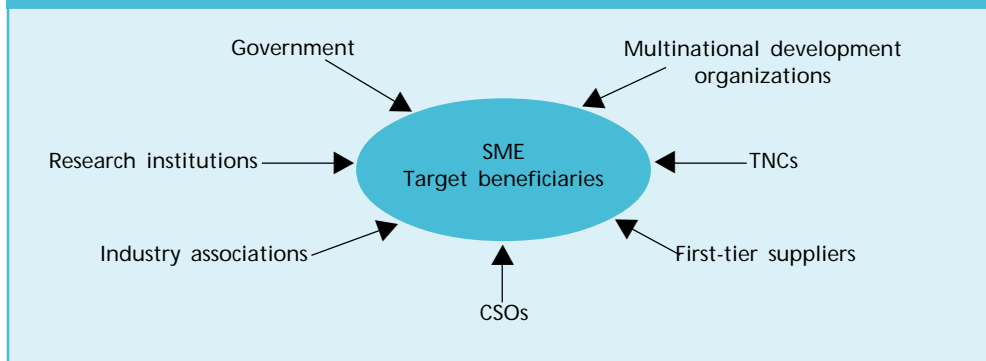 Government
Multinational development
organizations
Research institutions
SME
Target beneficiaries
TNCs
Industry associations
First-tier suppliers
CSOs